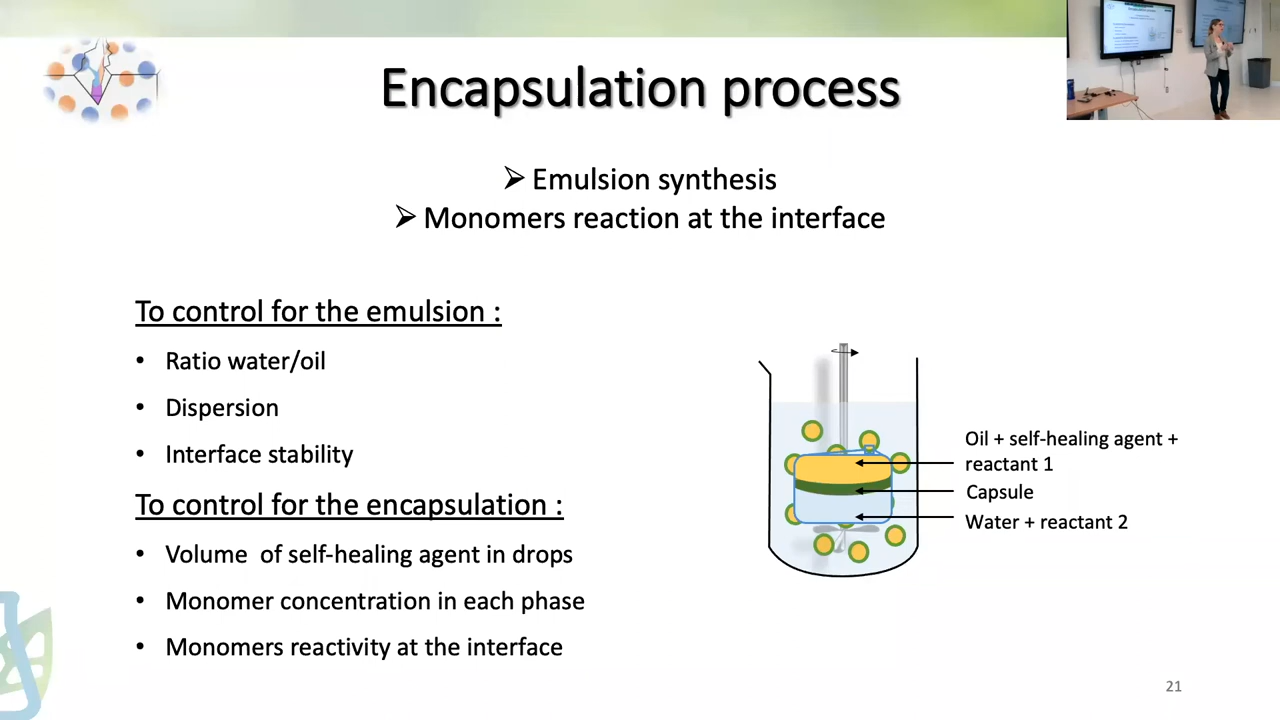 Encapsulation process
➢ Emulsion synthesis
➢ Monomers reaction at the interface
To control for the emulsion :
• Ratio water/oil
• Dispersion
• Interface stability
To control for the encapsulation :
• Volume of self-healing agent in drops
• Monomer concentration in each phase
• Monomers reactivity at the interface
Oil + self-healing agent +
reactant 1
Capsule
Water + reactant 2
21